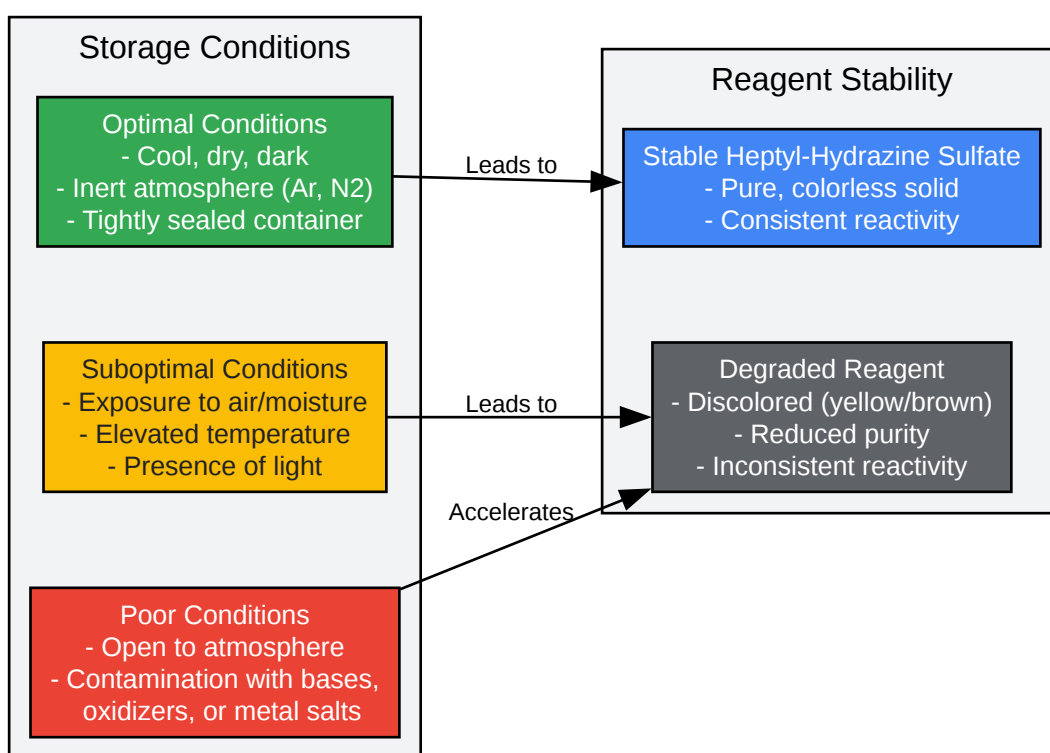 Storage Conditions
Optimal Conditions
- Cool, dry, dark
- Inert atmosphere (Ar, N2)
- Tightly sealed container
Suboptimal Conditions
- Exposure to air/moisture
- Elevated temperature
- Presence of light
Poor Conditions
- Open to atmosphere
- Contamination with bases,
oxidizers, or metal salts
Leads to
Leads to
Accelerates
Reagent Stability
Stable Heptyl-Hydrazine Sulfate
- Pure, colorless solid
- Consistent reactivity
Degraded Reagent
- Discolored (yellow/brown)
- Reduced purity
- Inconsistent reactivity